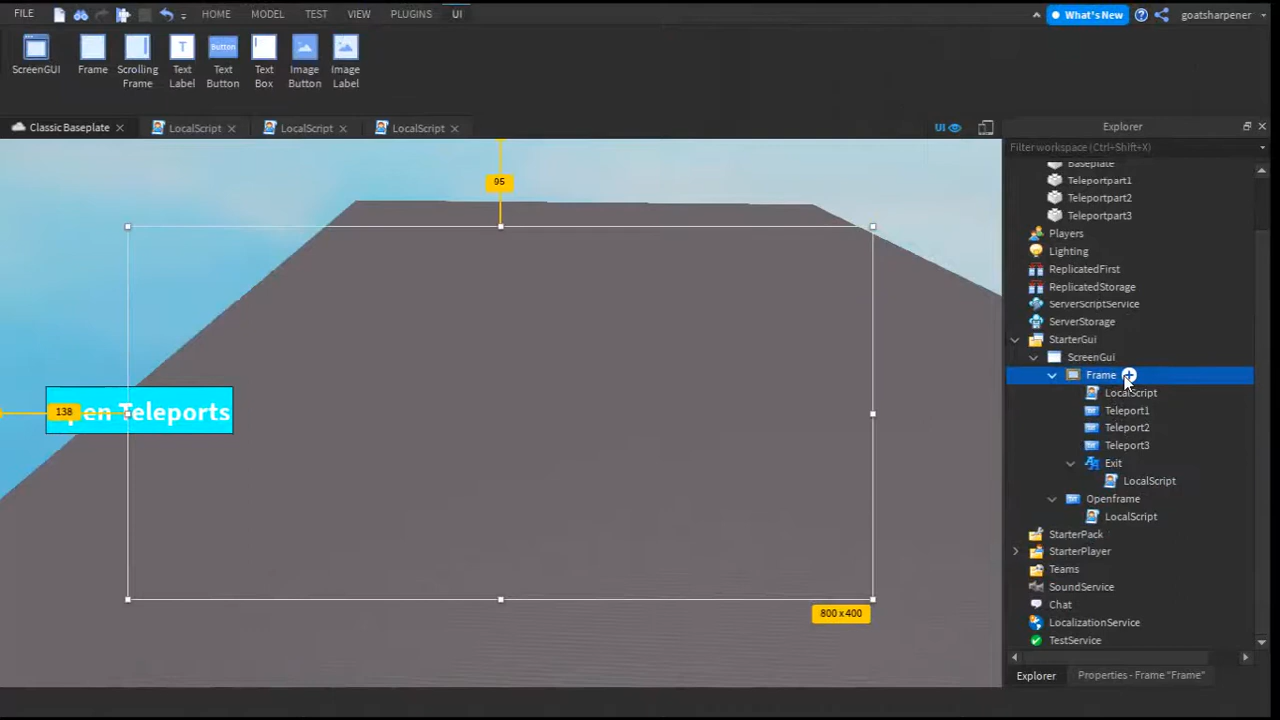 FILE
HOME
MODEL
TEST
VIEW
PLUGINS
UI
What's New
goatsharpener
ScreenGUI
Frame
Scrolling Frame
Text Label
Text Button
Button
Text Box
Image Button
Image Label
Classic Baseplate
LocalScript
LocalScript
LocalScript
UI
Explorer
Filter workspace (Ctrl+Shift+X)
Baseplate
Teleportpart1
Teleportpart2
Teleportpart3
Players
Lighting
ReplicatedFirst
ReplicatedStorage
ServerScriptService
ServerStorage
StarterGui
ScreenGui
Frame
LocalScript
Teleport1
Teleport2
Teleport3
Exit
LocalScript
Openframe
LocalScript
StarterPack
StarterPlayer
Teams
SoundService
Chat
LocalizationService
TestService
Explorer
Properties - Frame "Frame"
95
138
pen Teleports
800 x 400